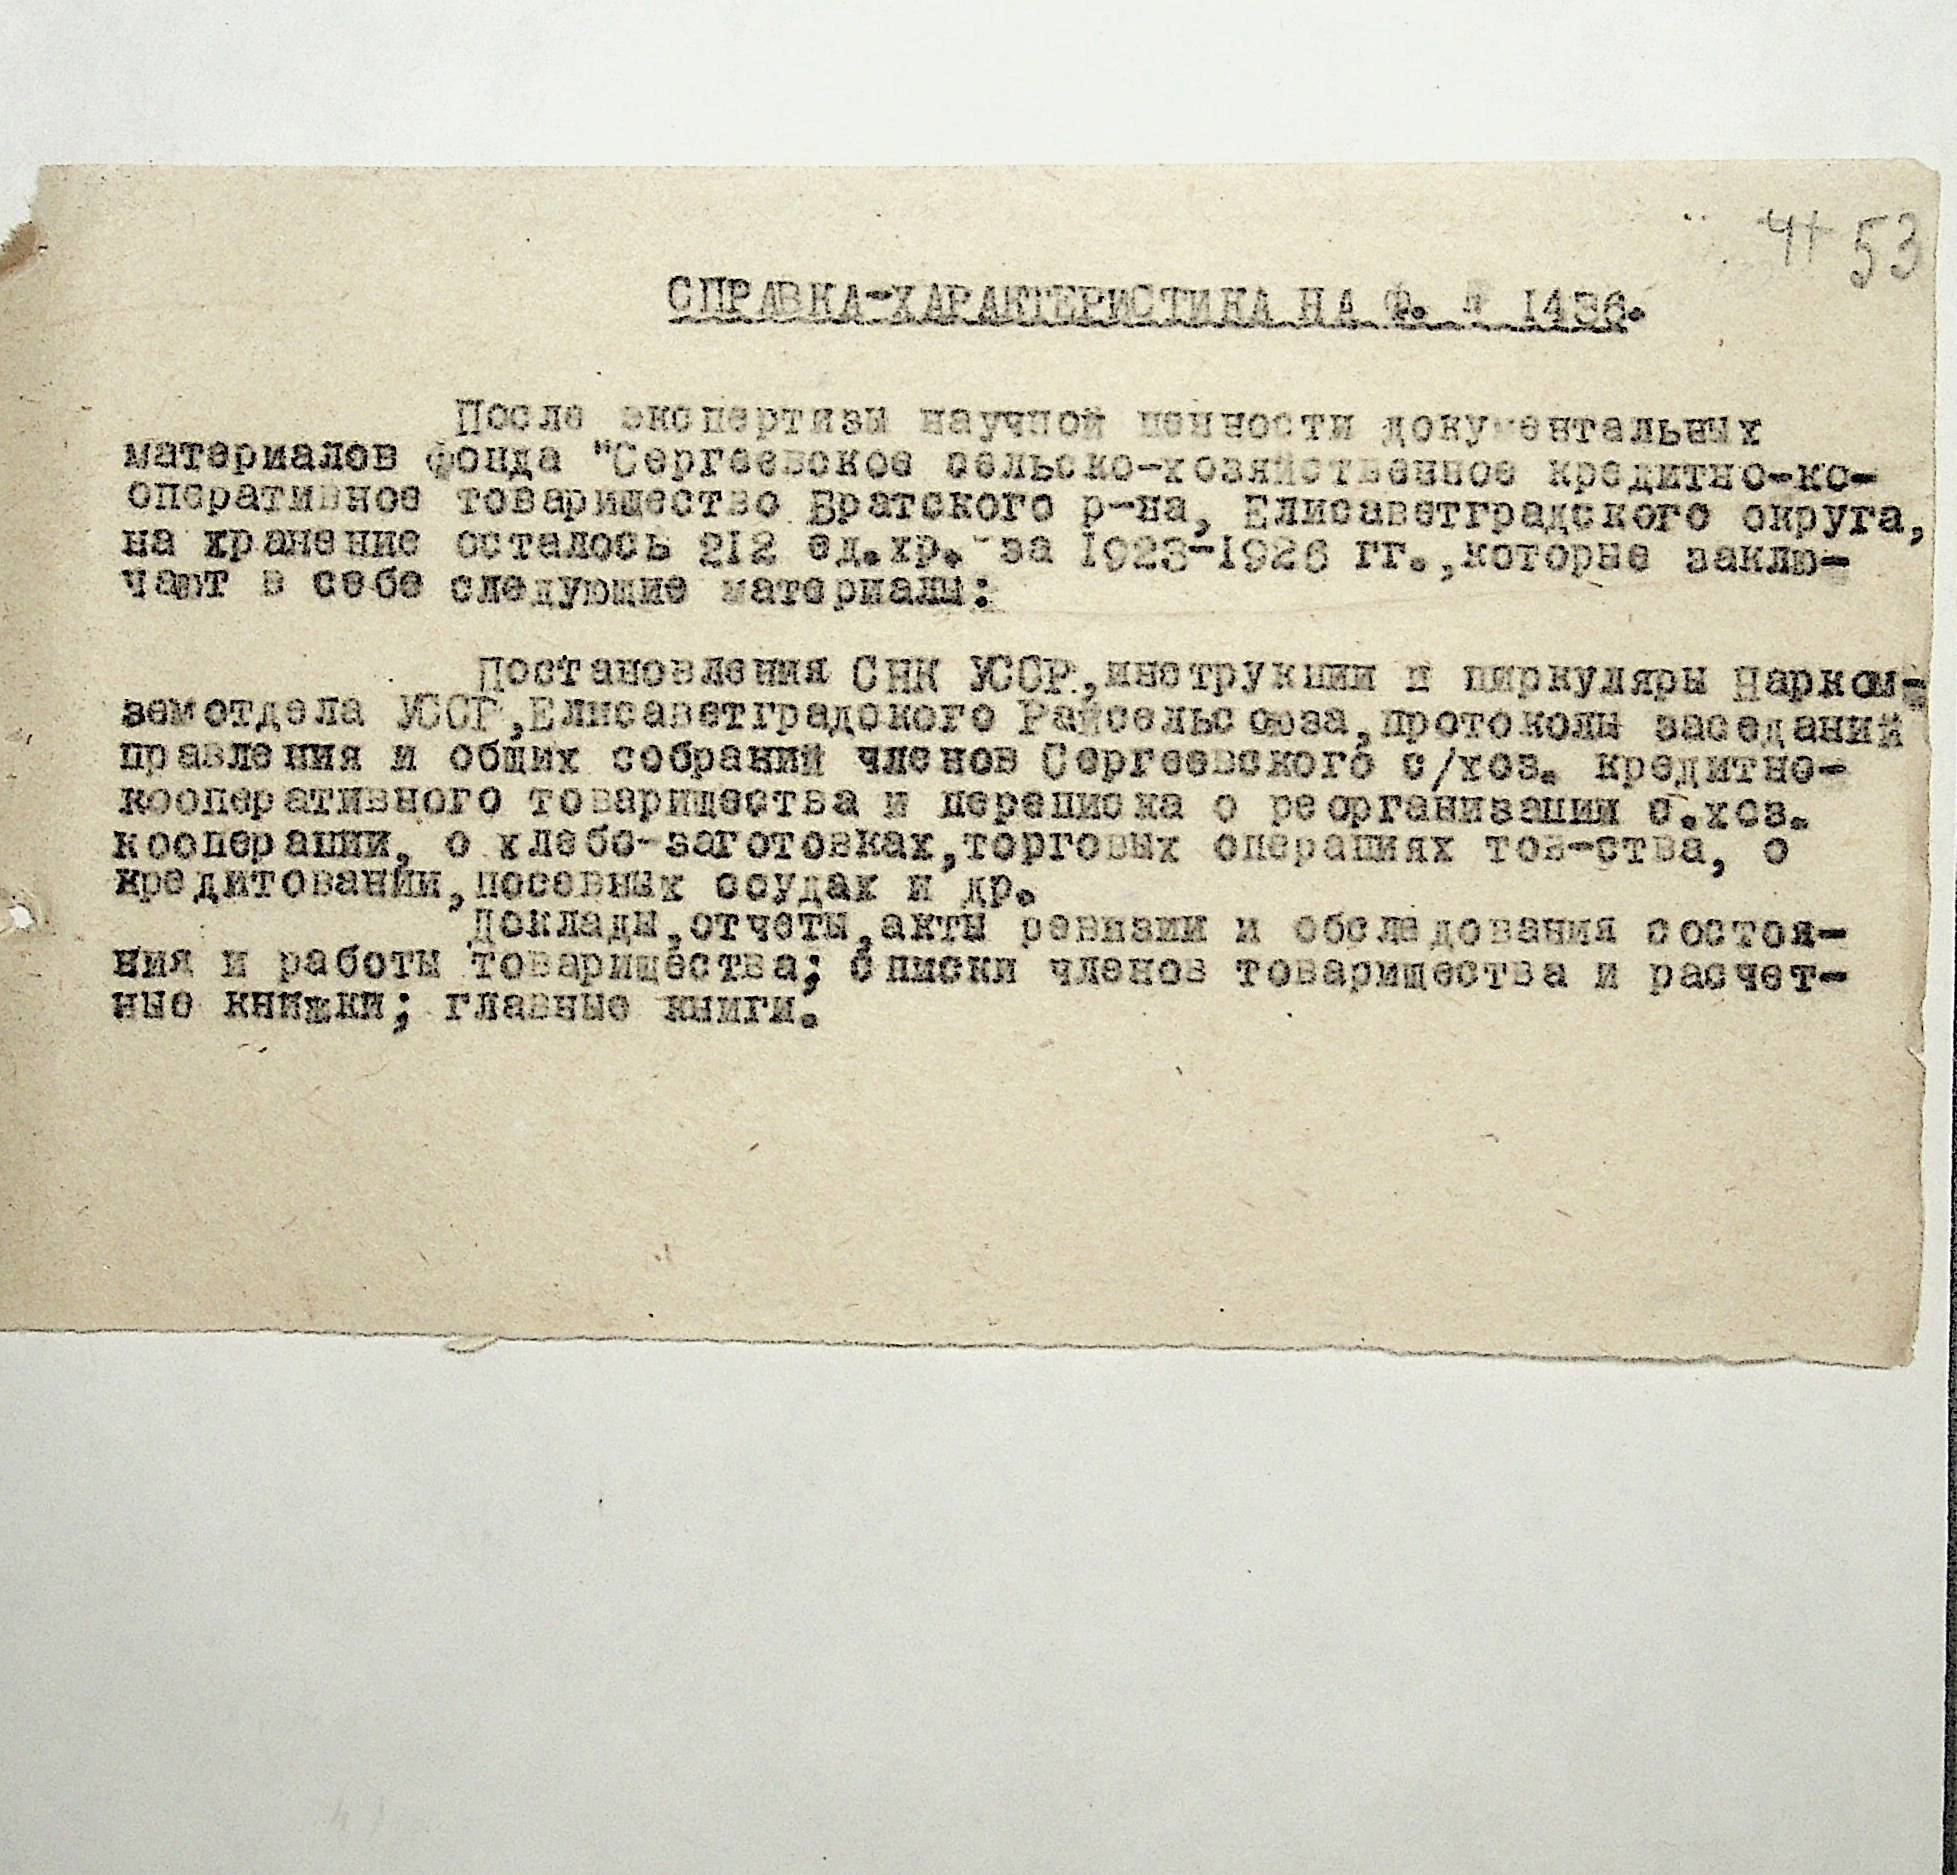 53
СПРАВКА-ХАРАКТЕРИСТИКА НА Ф. № 1436.
После экспертизы научной ценности документальных
материалов фонда "Сергеевское сельско-хозяйственное кредитно-ко-
оперативное товарищество Братского р-на, Елисаветградского округа,
на хранение осталось 212 ед.хр. за 1923-1926 гг.,которые заклю-
чают в себе следующие материалы:
Постановления СНК УССР,инструкции и циркуляры Нарком-
земотдела УССР,Елисаветградского Райсельсоюза,протоколы заседаний
правления и общих собраний членов Сергеевского с/хоз. кредитно-
кооперативного товарищества и переписка о реорганизации с.хоз.
кооперации, о хлебо-заготовках,торговых операциях тов-ства, о
кредитовании,посевных ссудах и др.
Доклады,отчеты,акты ревизии и обследования состоя-
ния и работы товарищества; списки членов товарищества и расчет-
ные книжки; главные книги.